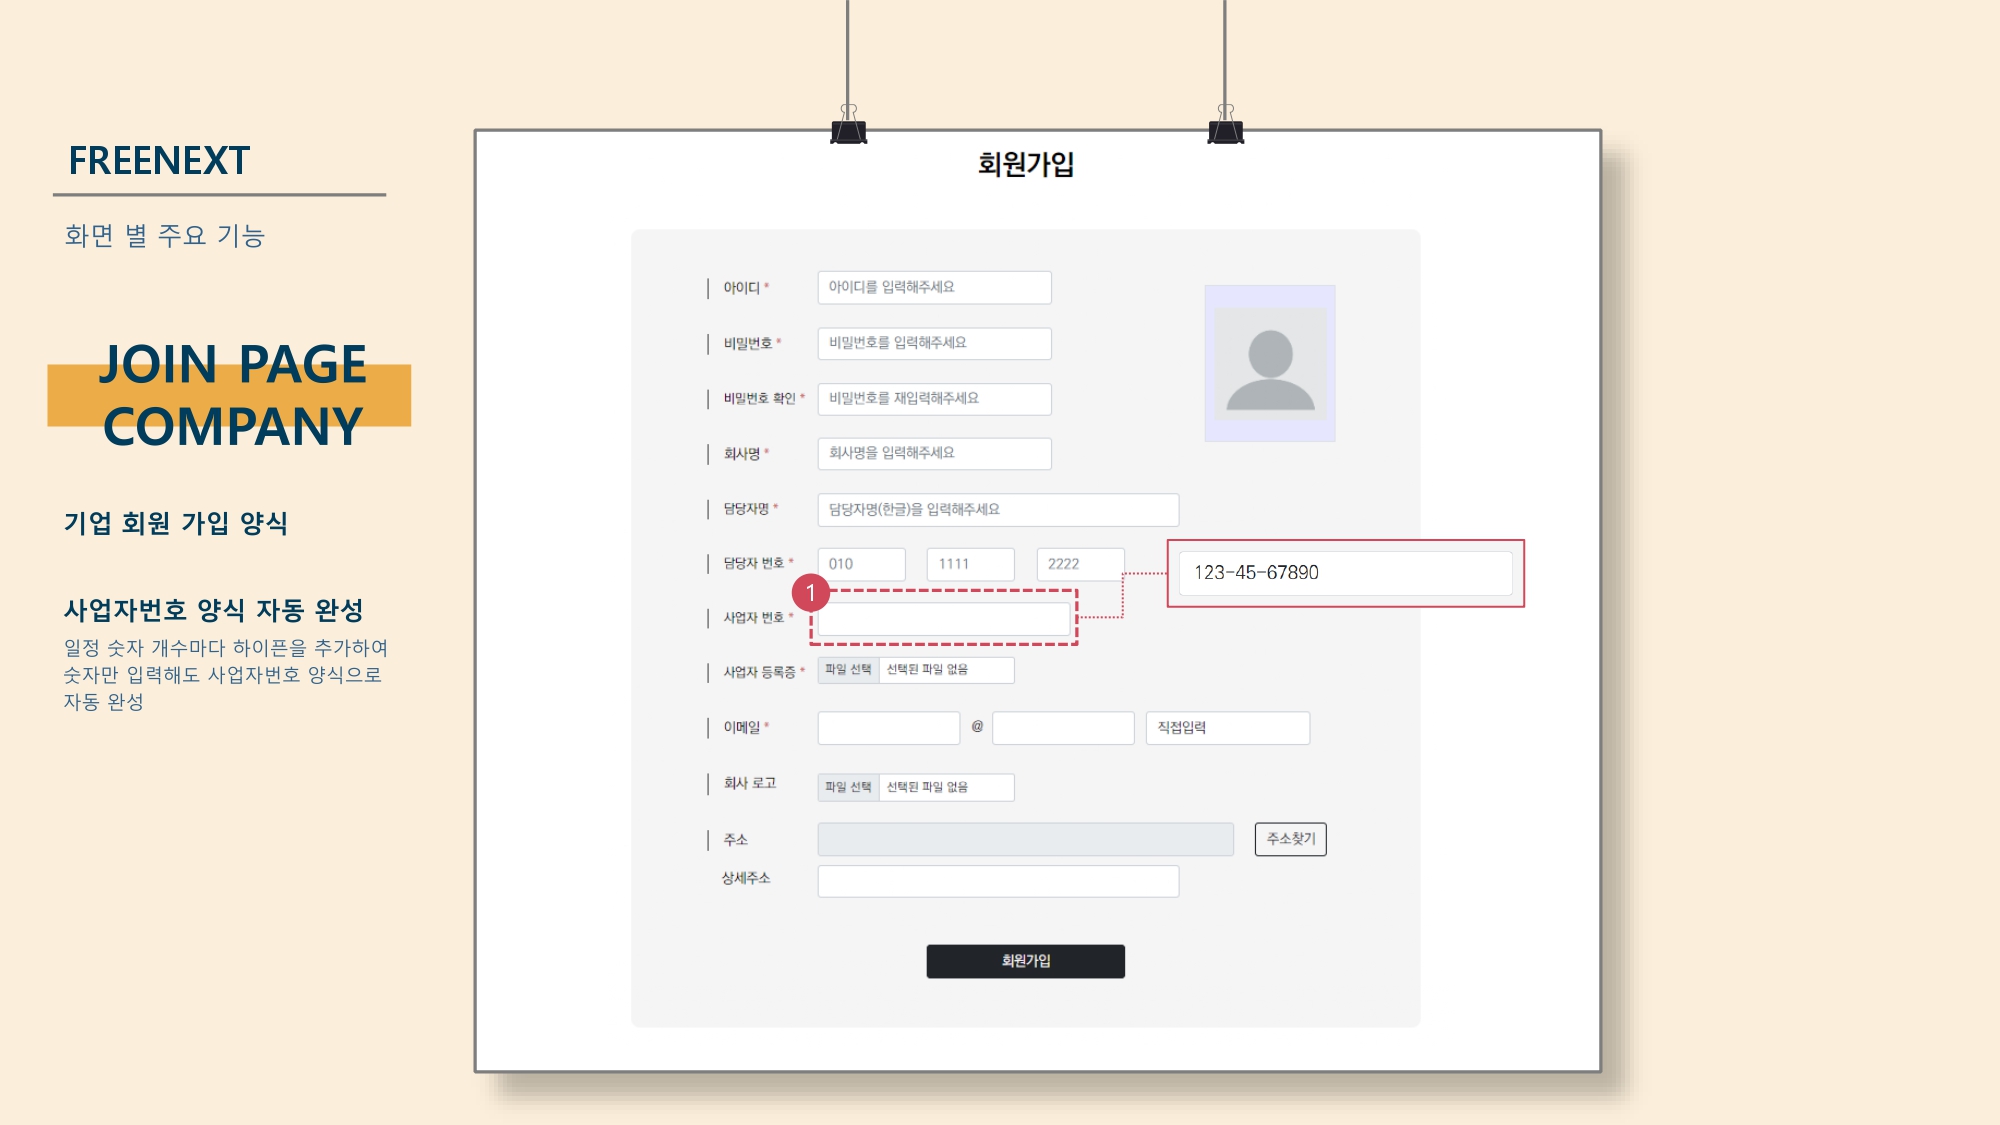 FREENEXT
화면 별 주요 기능
JOIN PAGE
COMPANY
기업 회원 가입 양식
사업자번호 양식 자동 완성
일정 숫자 개수마다 하이픈을 추가하여
숫자만 입력해도 사업자번호 양식으로
자동 완성
회원가입
아이디 * 아이디를 입력해주세요
비밀번호 * 비밀번호를 입력해주세요
비밀번호 확인 * 비밀번호를 재입력해주세요
회사명 * 회사명을 입력해주세요
담당자명 * 담당자명(한글)을 입력해주세요
담당자 번호 * 010 1111 2222
123-45-67890
1
사업자 번호 *
사업자 등록증 * 파일 선택 선택된 파일 없음
이메일 * @ 직접입력
회사 로고 파일 선택 선택된 파일 없음
주소 주소찾기
상세주소
회원가입